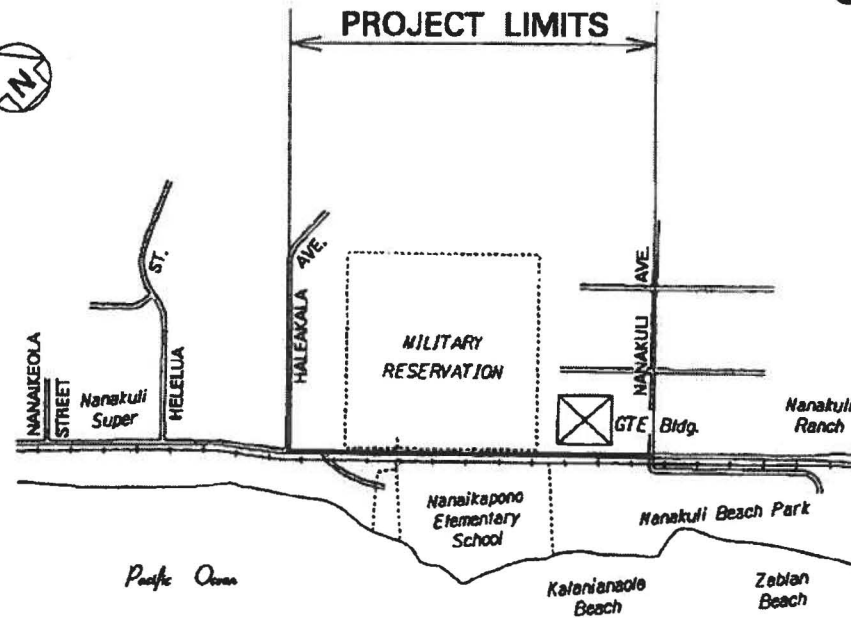 PROJECT LIMITS
N
ST.
AVE.
HALEAKALA
MILITARY
RESERVATION
AVE.
NANAKULI
NANAIKEOLA
STREET
Nanakuli
Super
HELELUA
GTE Bldg.
Nanakuli
Ranch
Nanaikapono
Elementary
School
Nanakuli Beach Park
Pacific Ocean
Kalanianaole
Beach
Zablan
Beach